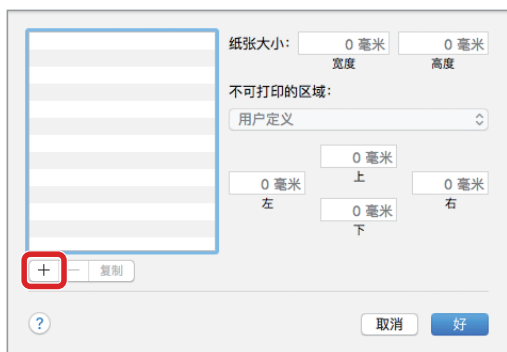 纸张大小： 0 毫米 0 毫米
宽度 高度
不可打印的区域：
用户定义
0 毫米
上
0 毫米 0 毫米
左 右
0 毫米
下
+ − 复制
? 取消 好